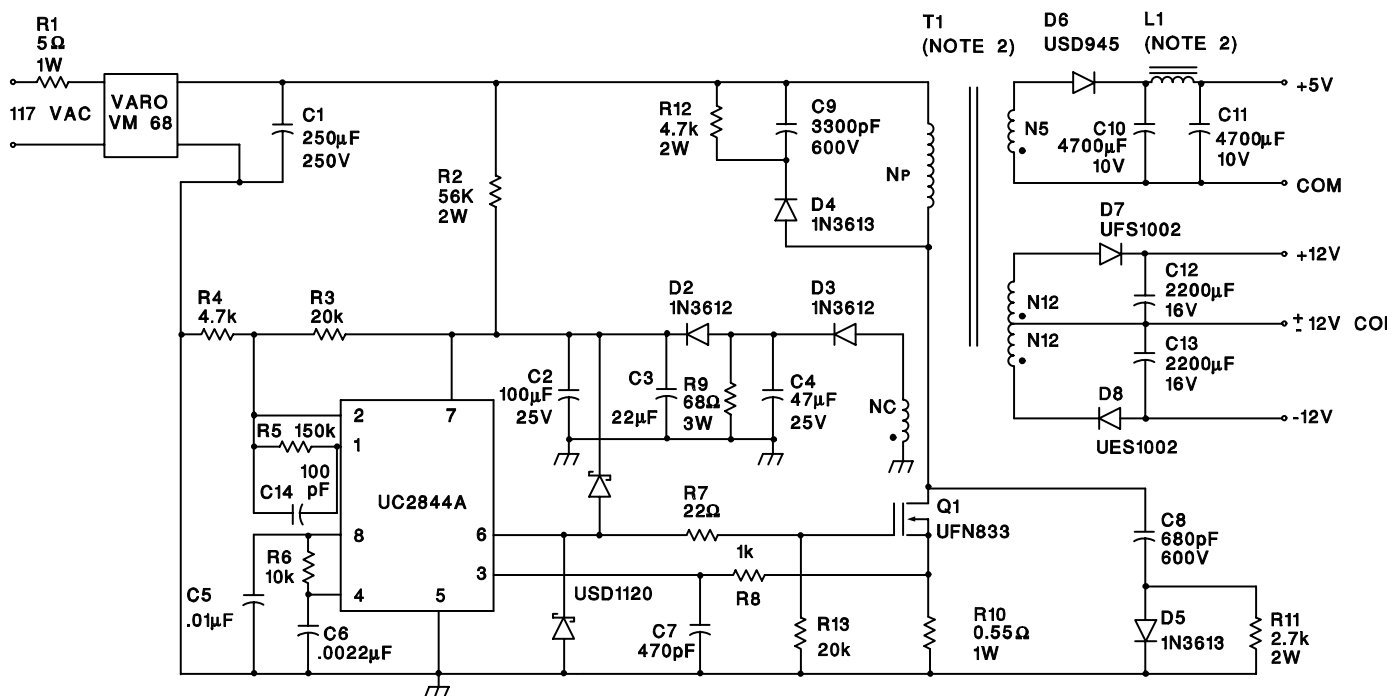 R1
5Ω
1W
117 VAC
VARO
VM 68
C1
250µF
250V
R2
56K
2W
R12
4.7k
2W
C9
3300pF
600V
D4
1N3613
NP
T1
(NOTE 2)
D6
USD945
L1
(NOTE 2)
+5V
N5
C10
4700µF
10V
C11
4700µF
10V
COM
D7
UFS1002
+12V
N12
C12
2200µF
16V
+
- 12V COM
N12
C13
2200µF
16V
D8
UES1002
-12V
R4
4.7k
R3
20k
D2
1N3612
D3
1N3612
C2
100µF
25V
C3
22µF
R9
68Ω
3W
C4
47µF
25V
NC
2
7
R5 150k
1
100
pF
C14
UC2844A
8
6
R6
10k
3
4
5
C5
.01µF
C6
.0022µF
USD1120
R7
22Ω
1k
R8
C7
470pF
R13
20k
Q1
UFN833
R10
0.55Ω
1W
C8
680pF
600V
D5
1N3613
R11
2.7k
2W